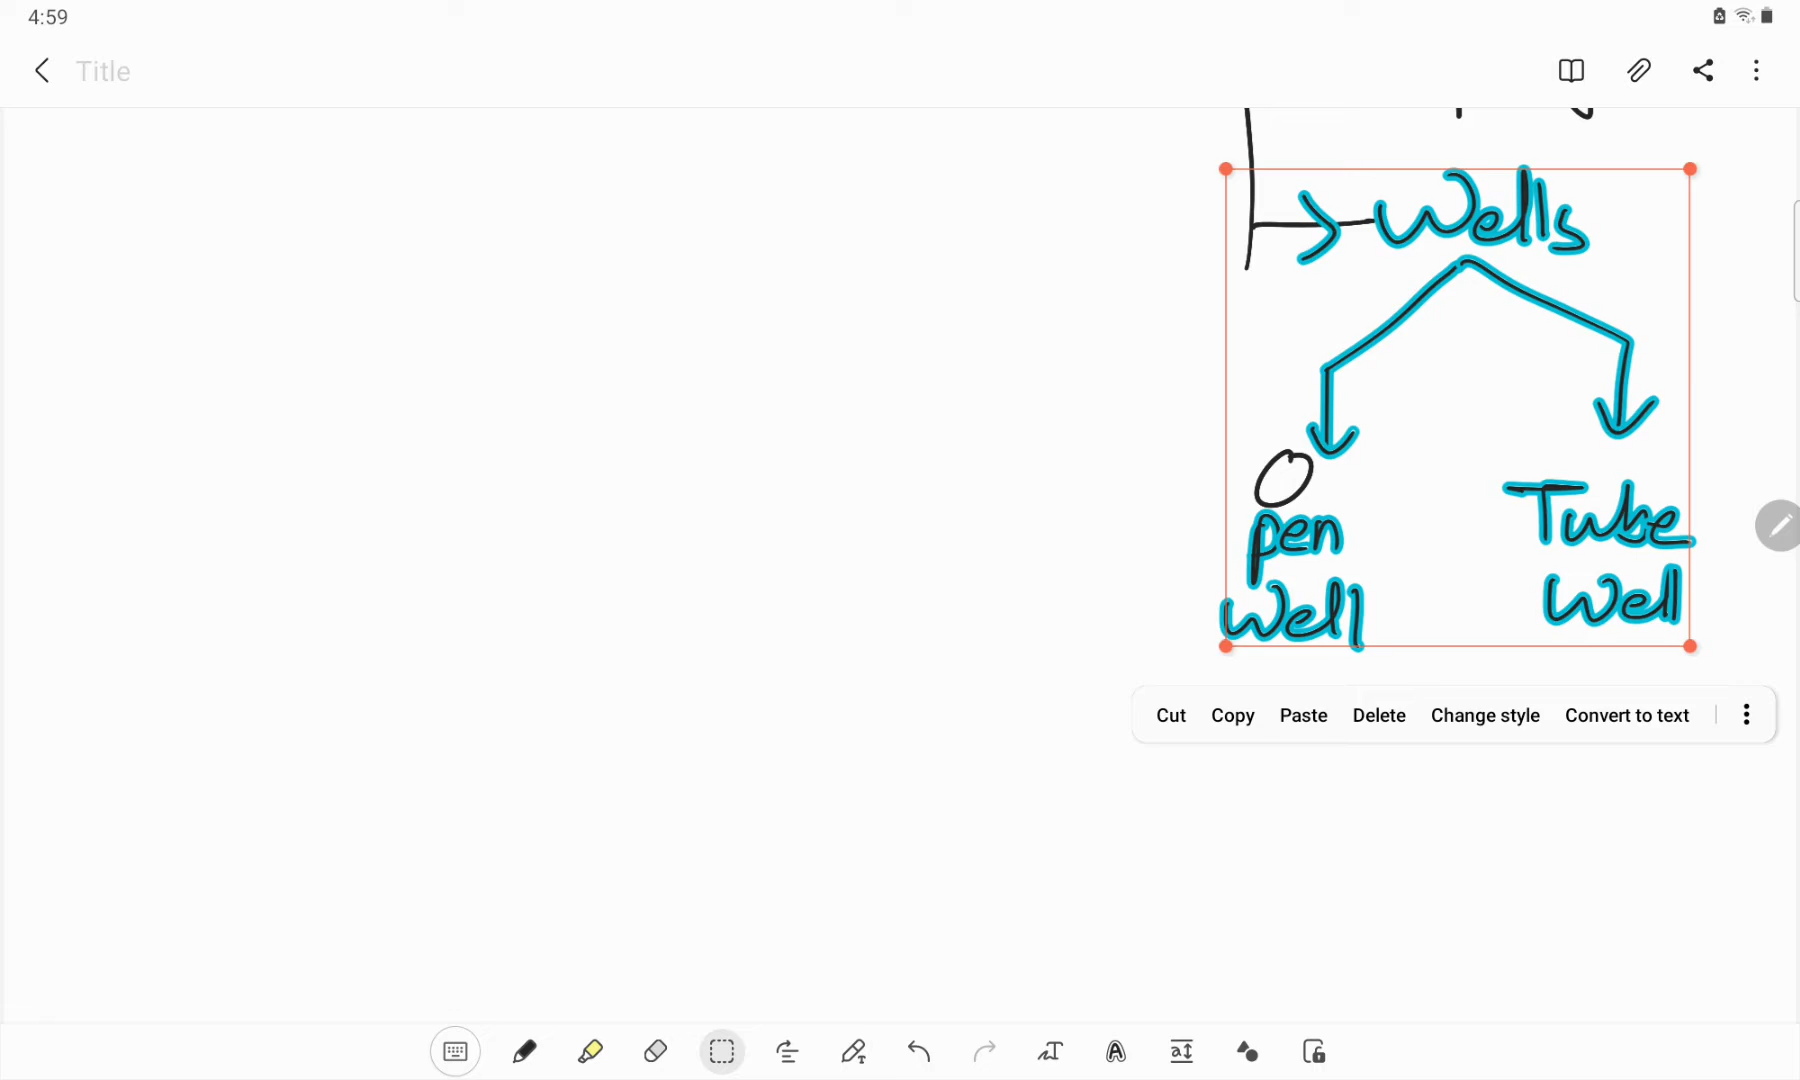 4:59
Title
Wells
Open
Well
Tube
Well
Cut Copy Paste Delete Change style Convert to text